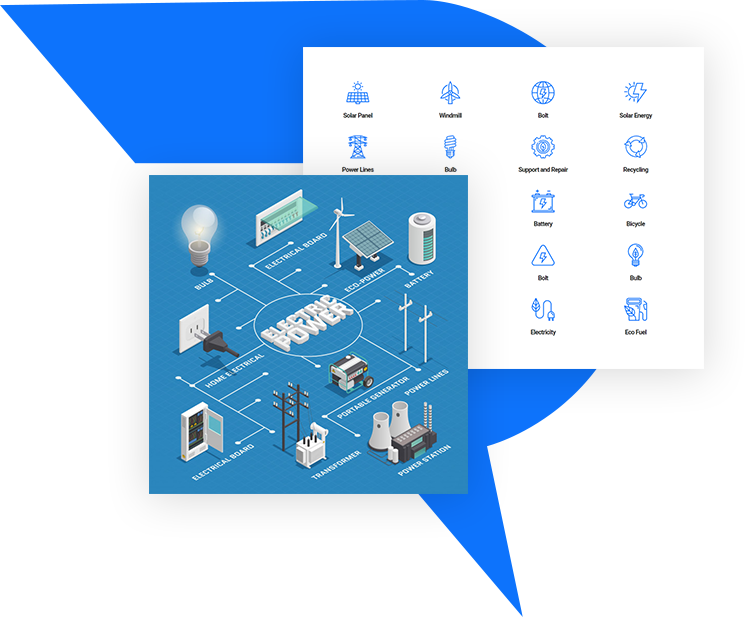 Solar Panel
Windmill
Bolt
Solar Energy
Power Lines
Bulb
Support and Repair
Recycling
Battery
Bicycle
Bolt
Bulb
Electricity
Eco Fuel
BULB
ELECTRICAL BOARD
ECO-POWER
BATTERY
ELECTRIC
POWER
HOME ELECTRICAL
PORTABLE GENERATOR
POWER LINES
ELECTRICAL BOARD
TRANSFORMER
POWER STATION